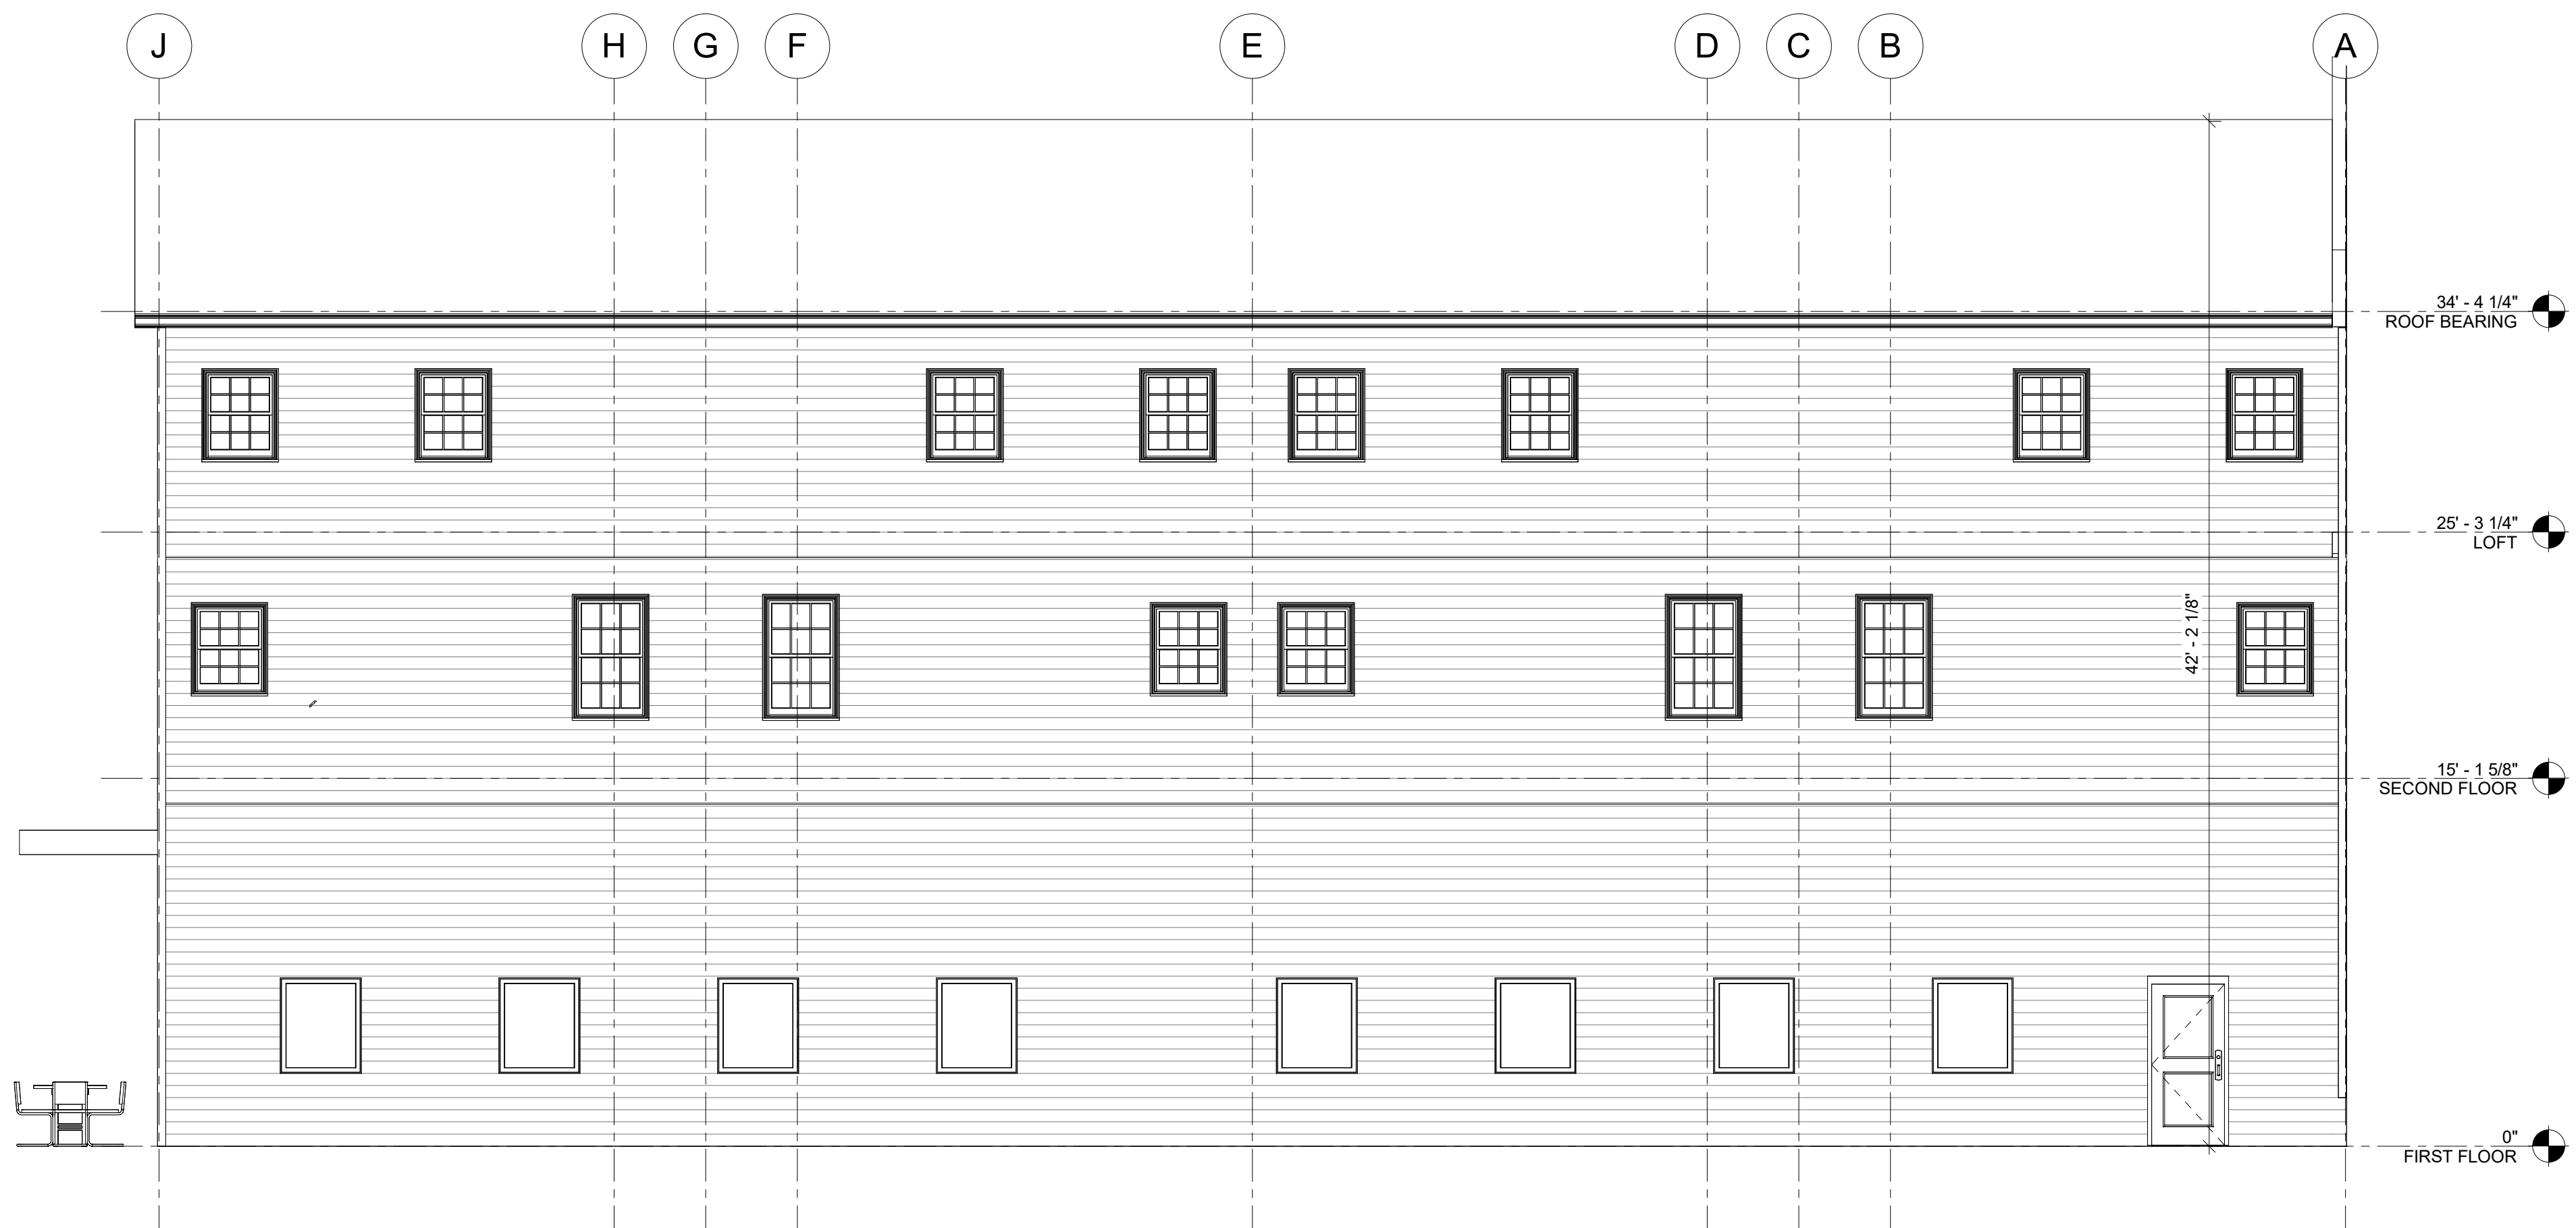 J
H
G
F
E
D
C
B
A
34' - 4 1/4"
ROOF BEARING
25' - 3 1/4"
LOFT
42' - 2 1/8"
15' - 1 5/8"
SECOND FLOOR
0"
FIRST FLOOR